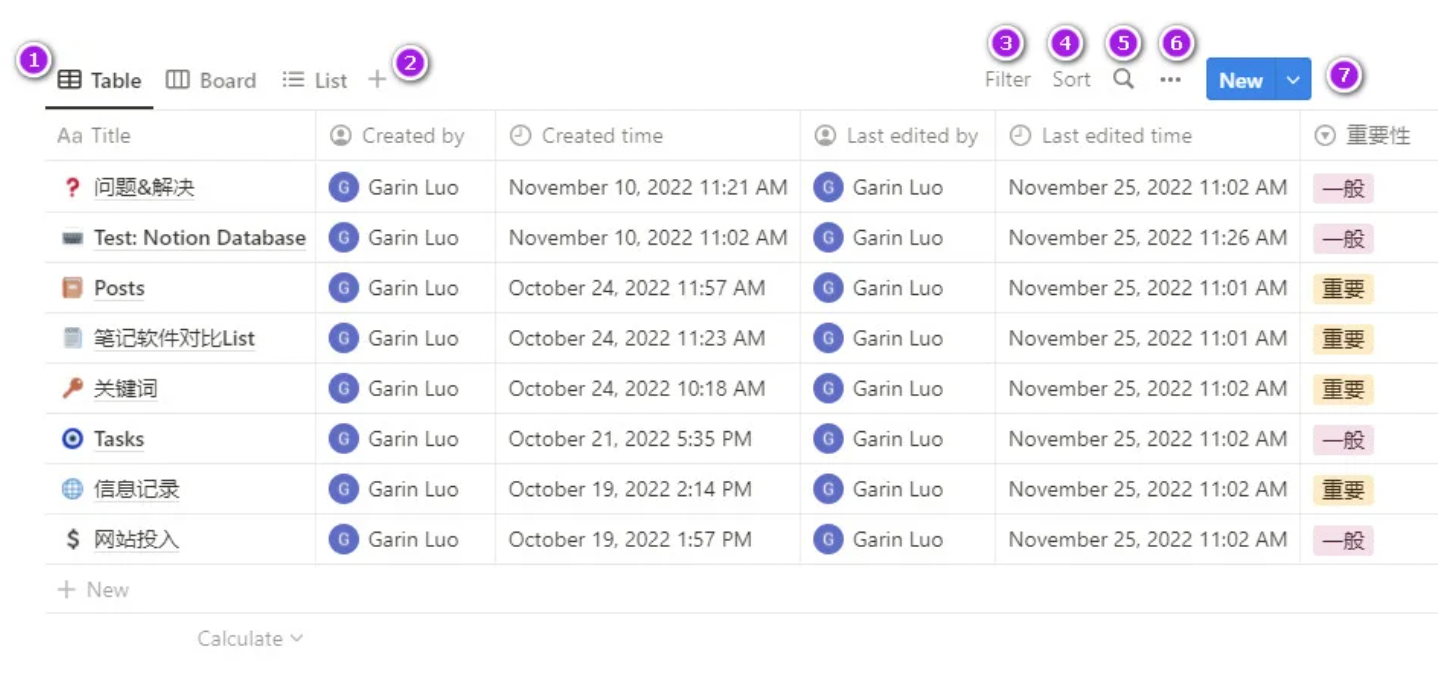 3 4 5 6
1 Table Board List + 2 Filter Sort ... New 7
Aa Title Created by Created time Last edited by Last edited time 重要性
❓ 问题&解决 G Garin Luo November 10, 2022 11:21 AM G Garin Luo November 25, 2022 11:02 AM 一般
Test: Notion Database G Garin Luo November 10, 2022 11:02 AM G Garin Luo November 25, 2022 11:26 AM 一般
Posts G Garin Luo October 24, 2022 11:57 AM G Garin Luo November 25, 2022 11:01 AM 重要
笔记软件对比List G Garin Luo October 24, 2022 11:23 AM G Garin Luo November 25, 2022 11:01 AM 重要
关键词 G Garin Luo October 24, 2022 10:18 AM G Garin Luo November 25, 2022 11:02 AM 重要
Tasks G Garin Luo October 21, 2022 5:35 PM G Garin Luo November 25, 2022 11:02 AM 一般
信息记录 G Garin Luo October 19, 2022 2:14 PM G Garin Luo November 25, 2022 11:02 AM 重要
$ 网站投入 G Garin Luo October 19, 2022 1:57 PM G Garin Luo November 25, 2022 11:02 AM 一般
+ New
Calculate